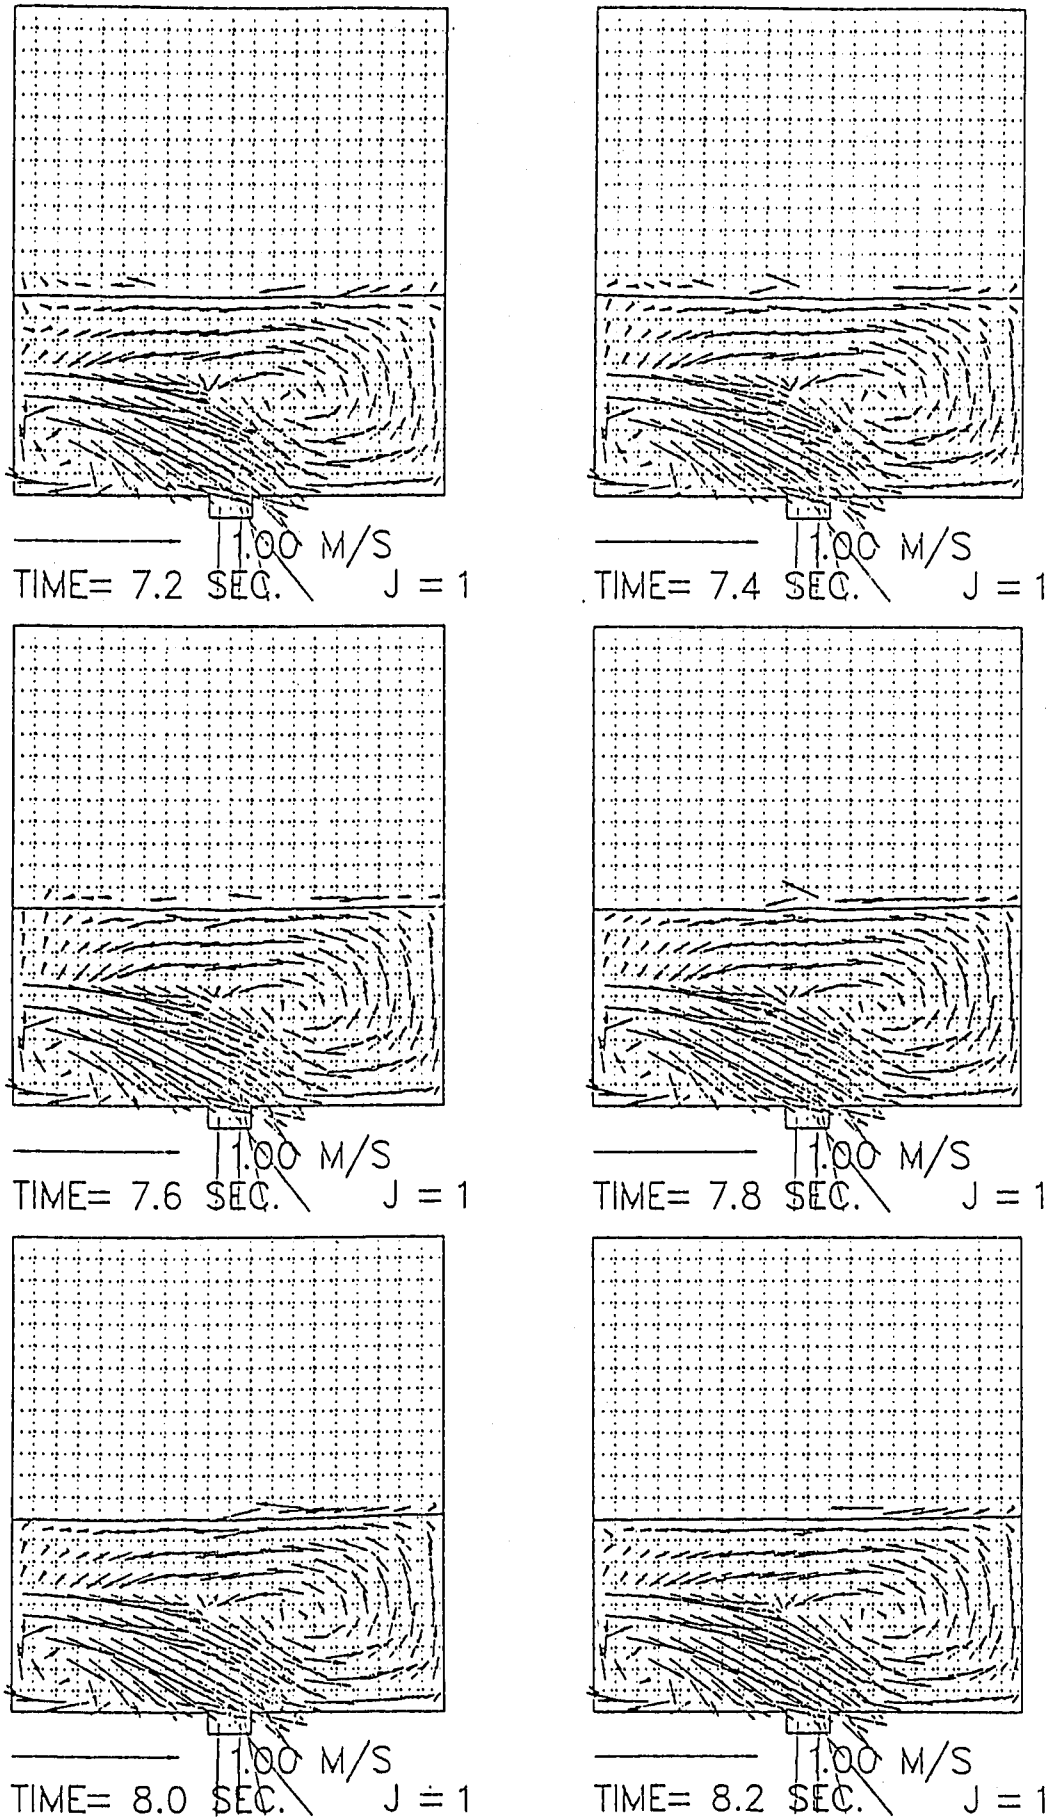 1.00 M/S
TIME= 7.2 SEC. J = 1
1.00 M/S
TIME= 7.4 SEC. J = 1
1.00 M/S
TIME= 7.6 SEC. J = 1
1.00 M/S
TIME= 7.8 SEC. J = 1
1.00 M/S
TIME= 8.0 SEC. J = 1
1.00 M/S
TIME= 8.2 SEC. J = 1